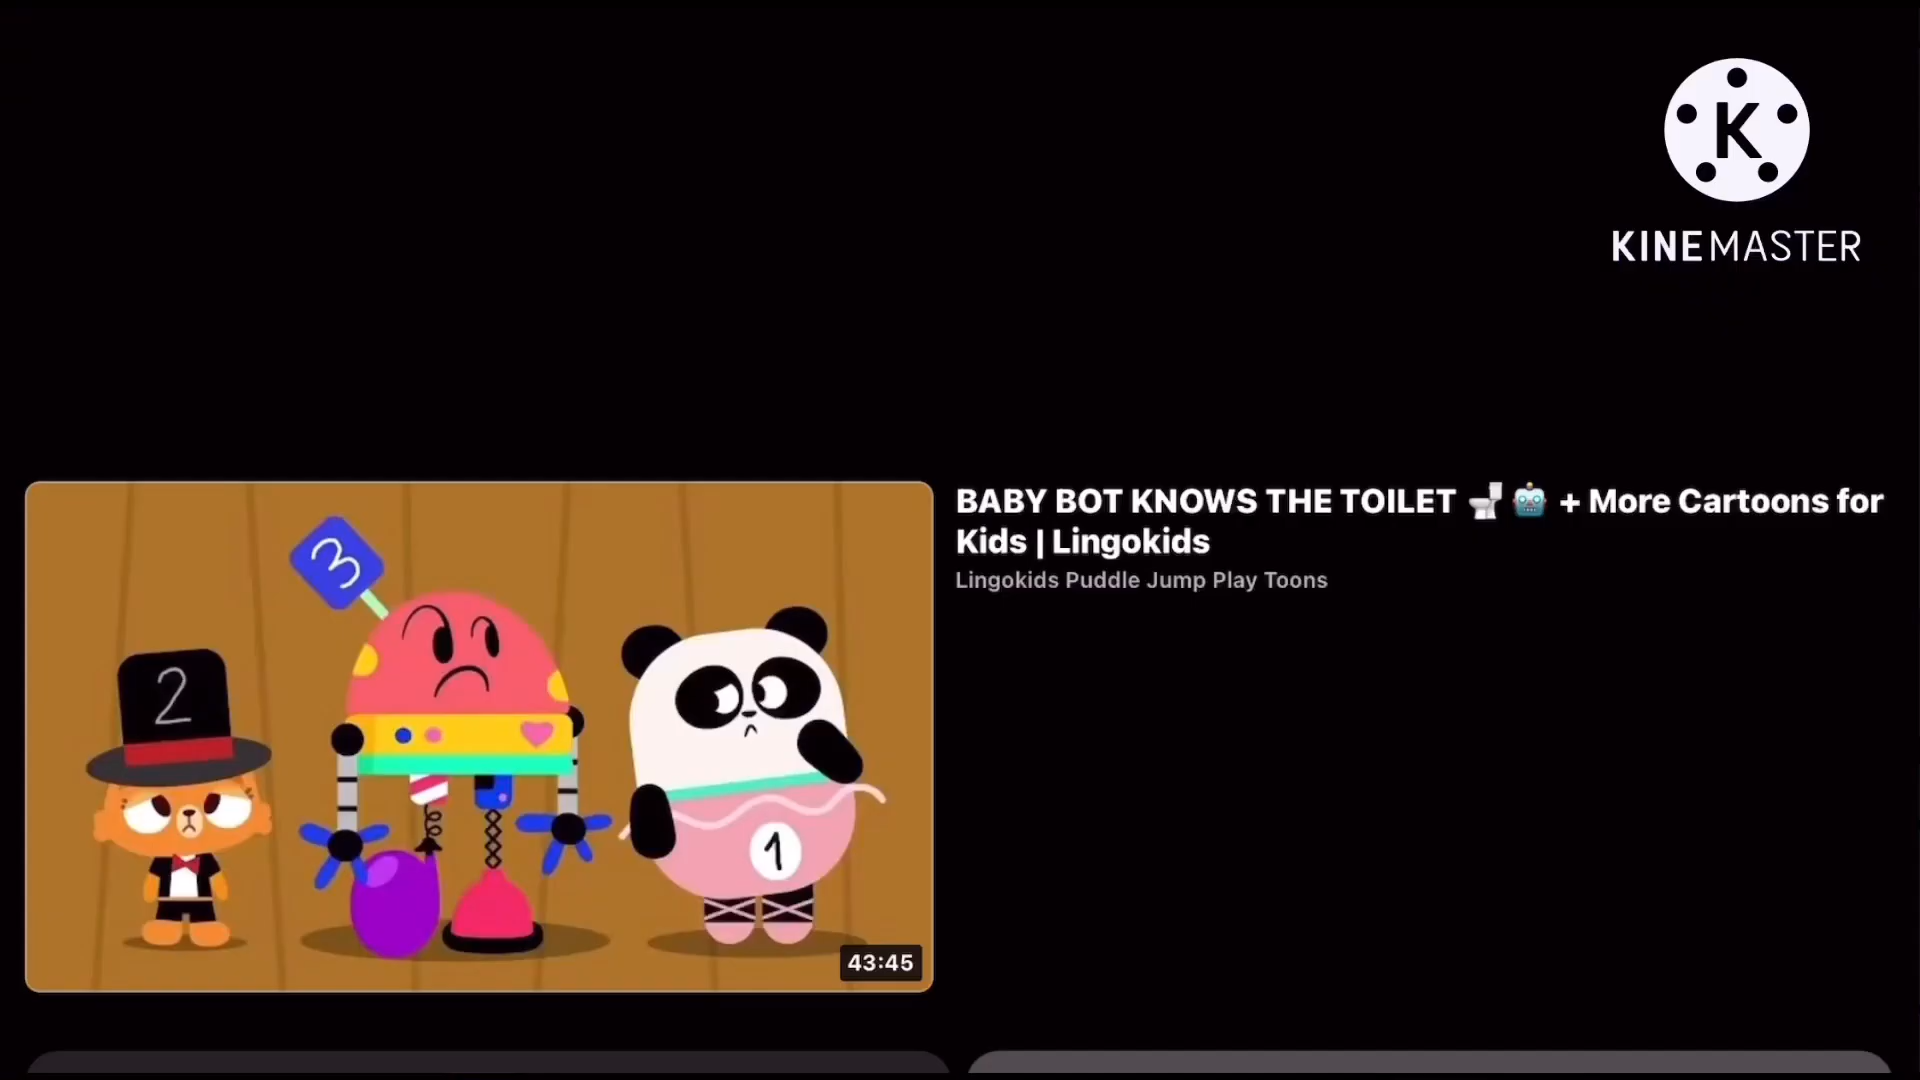 KINEMASTER
K
BABY BOT KNOWS THE TOILET 🚽🤖 + More Cartoons for
Kids | Lingokids
Lingokids Puddle Jump Play Toons
3
2
1
43:45